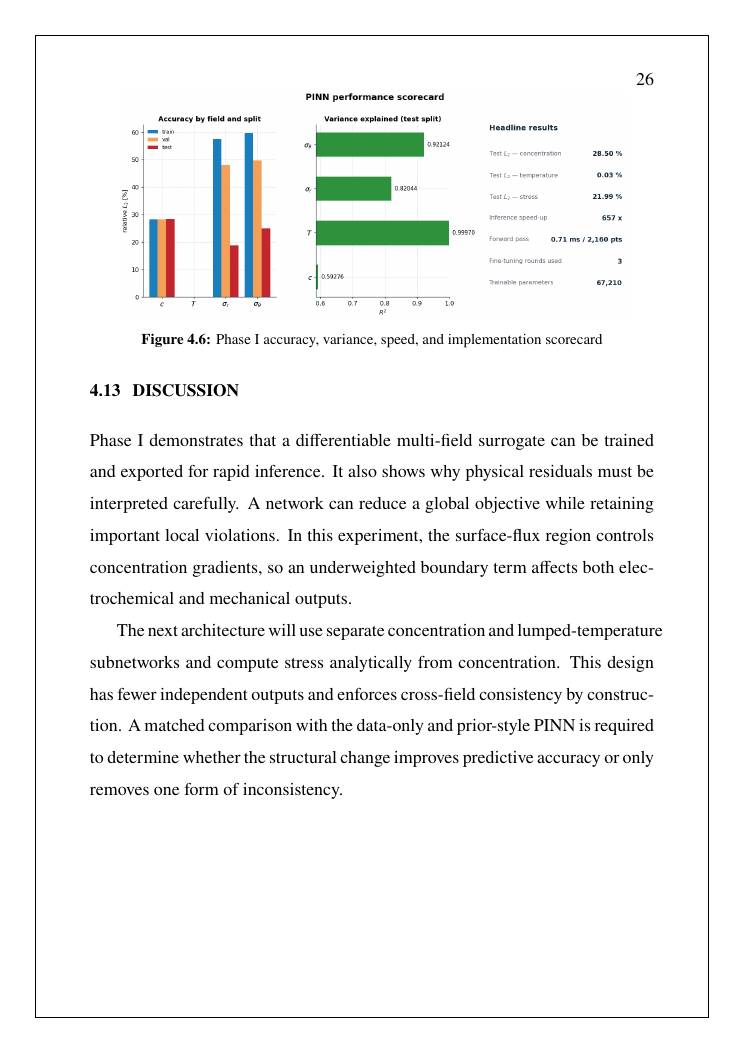 26
PINN performance scorecard
Accuracy by field and split
train
val
test
60
50
40
30
20
10
0
relative L₂ [%]
c
T
σᵣ
σ_θ
Variance explained (test split)
σ_θ
0.92124
σᵣ
0.82044
T
0.99970
c
0.59276
0.6 0.7 0.8 0.9 1.0
R²
Headline results
Test L₂ — concentration 28.50 %
Test L₂ — temperature 0.03 %
Test L₂ — stress 21.99 %
Inference speed-up 657 x
Forward pass 0.71 ms / 2,160 pts
Fine-tuning rounds used 3
Trainable parameters 67,210
Figure 4.6: Phase I accuracy, variance, speed, and implementation scorecard
4.13 DISCUSSION
Phase I demonstrates that a differentiable multi-field surrogate can be trained
and exported for rapid inference. It also shows why physical residuals must be
interpreted carefully. A network can reduce a global objective while retaining
important local violations. In this experiment, the surface-flux region controls
concentration gradients, so an underweighted boundary term affects both elec-
trochemical and mechanical outputs.
The next architecture will use separate concentration and lumped-temperature
subnetworks and compute stress analytically from concentration. This design
has fewer independent outputs and enforces cross-field consistency by construc-
tion. A matched comparison with the data-only and prior-style PINN is required
to determine whether the structural change improves predictive accuracy or only
removes one form of inconsistency.